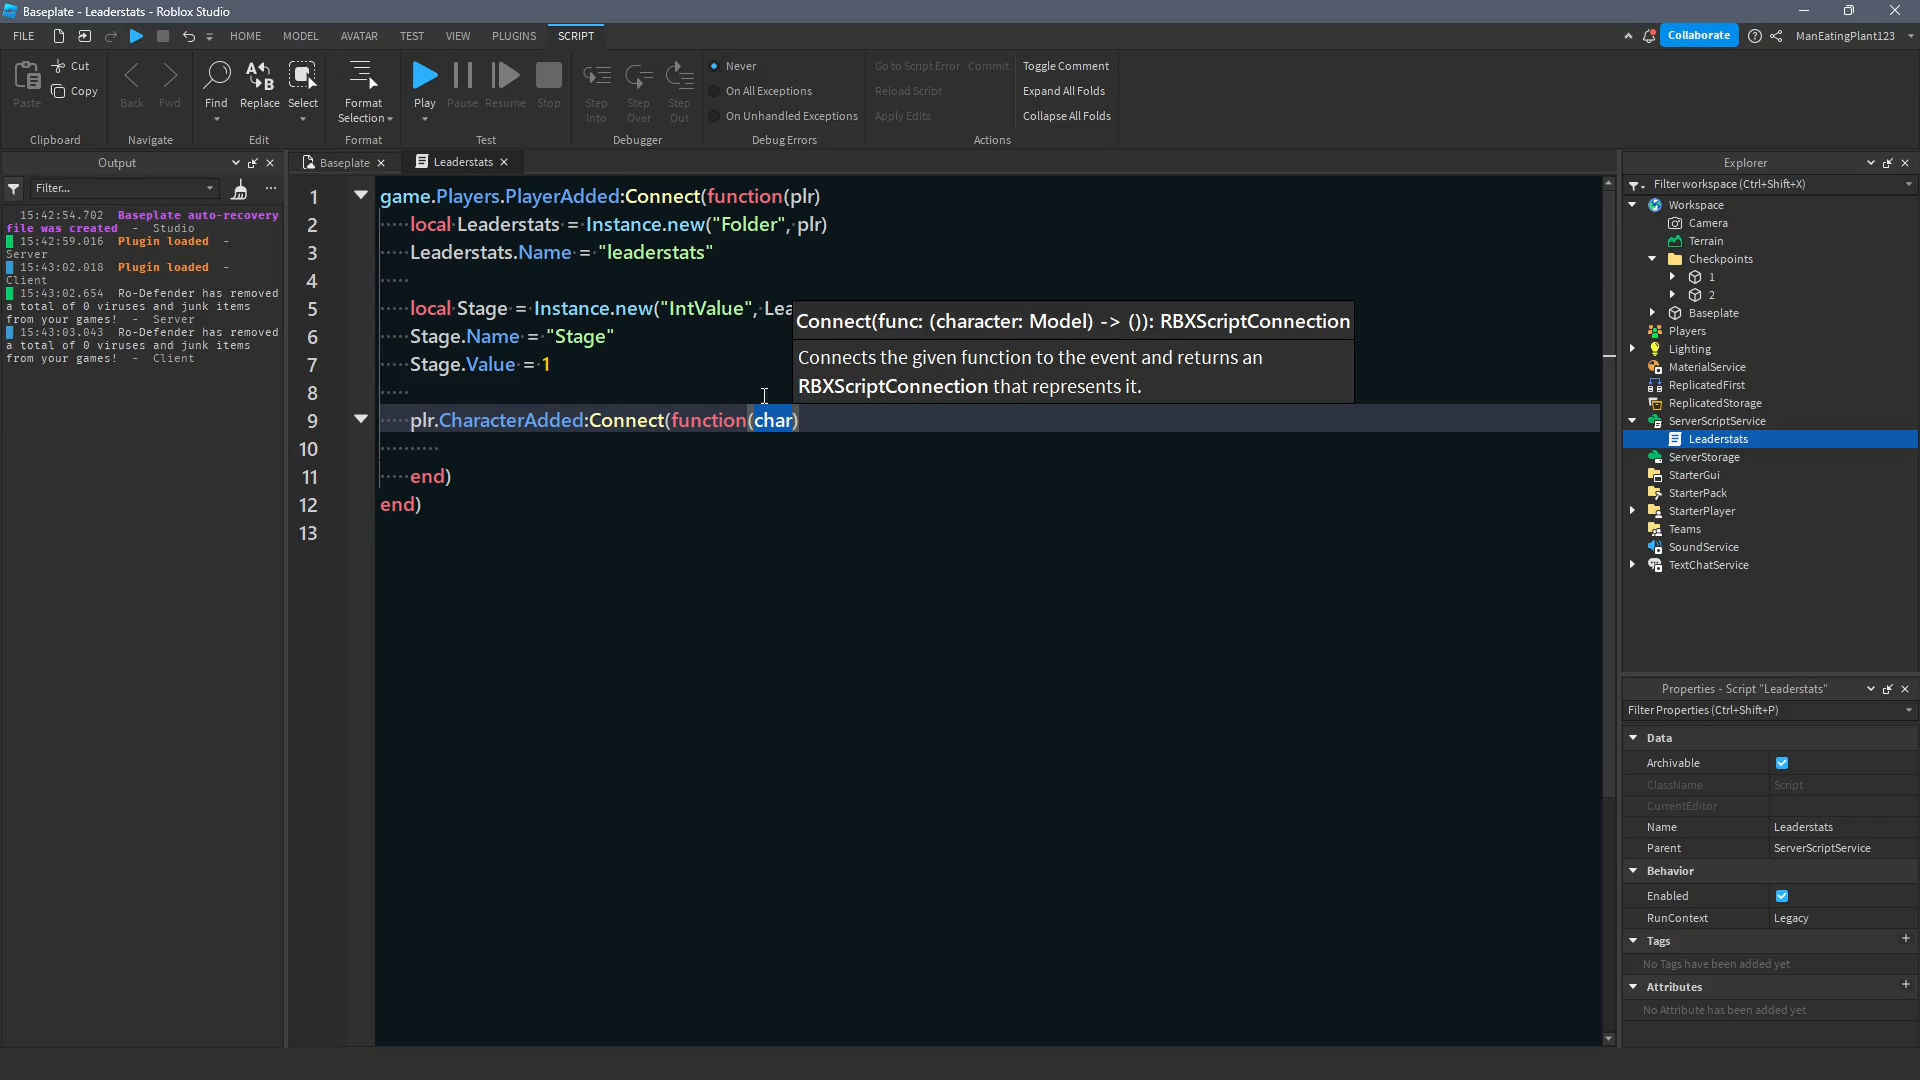 Baseplate - Leaderstats - Roblox Studio
FILE HOME MODEL AVATAR TEST VIEW PLUGINS SCRIPT Collaborate ManEatingPlant123
Paste Cut Copy
Clipboard
Back Fwd
Navigate
Find Replace Select
Edit
Format Selection
Format
Play Pause Resume Stop
Test
Step Into Step Over Step Out
Debugger
Never
On All Exceptions
On Unhandled Exceptions
Debug Errors
Go to Script Error Commit
Reload Script
Apply Edits
Toggle Comment
Expand All Folds
Collapse All Folds
Actions
Output
Filter...
15:42:54.702 Baseplate auto-recovery
file was created - Studio
15:42:59.016 Plugin loaded -
Server
15:43:02.018 Plugin loaded -
Client
15:43:02.654 Ro-Defender has removed
a total of 0 viruses and junk items
from your games! - Server
15:43:03.043 Ro-Defender has removed
a total of 0 viruses and junk items
from your games! - Client
Baseplate Leaderstats
1 game.Players.PlayerAdded:Connect(function(plr)
2 local Leaderstats = Instance.new("Folder", plr)
3 Leaderstats.Name = "leaderstats"
4
5 local Stage = Instance.new("IntValue", Lea
6 Stage.Name = "Stage"
7 Stage.Value = 1
8
9 plr.CharacterAdded:Connect(function(char)
10
11 end)
12 end)
13
Connect(func: (character: Model) -> ()): RBXScriptConnection
Connects the given function to the event and returns an
RBXScriptConnection that represents it.
Explorer
Filter workspace (Ctrl+Shift+X)
Workspace
Camera
Terrain
Checkpoints
1
2
Baseplate
Players
Lighting
MaterialService
ReplicatedFirst
ReplicatedStorage
ServerScriptService
Leaderstats
ServerStorage
StarterGui
StarterPack
StarterPlayer
Teams
SoundService
TextChatService
Properties - Script "Leaderstats"
Filter Properties (Ctrl+Shift+P)
Data
Archivable
ClassName Script
CurrentEditor
Name Leaderstats
Parent ServerScriptService
Behavior
Enabled
RunContext Legacy
Tags +
No Tags have been added yet
Attributes +
No Attribute has been added yet